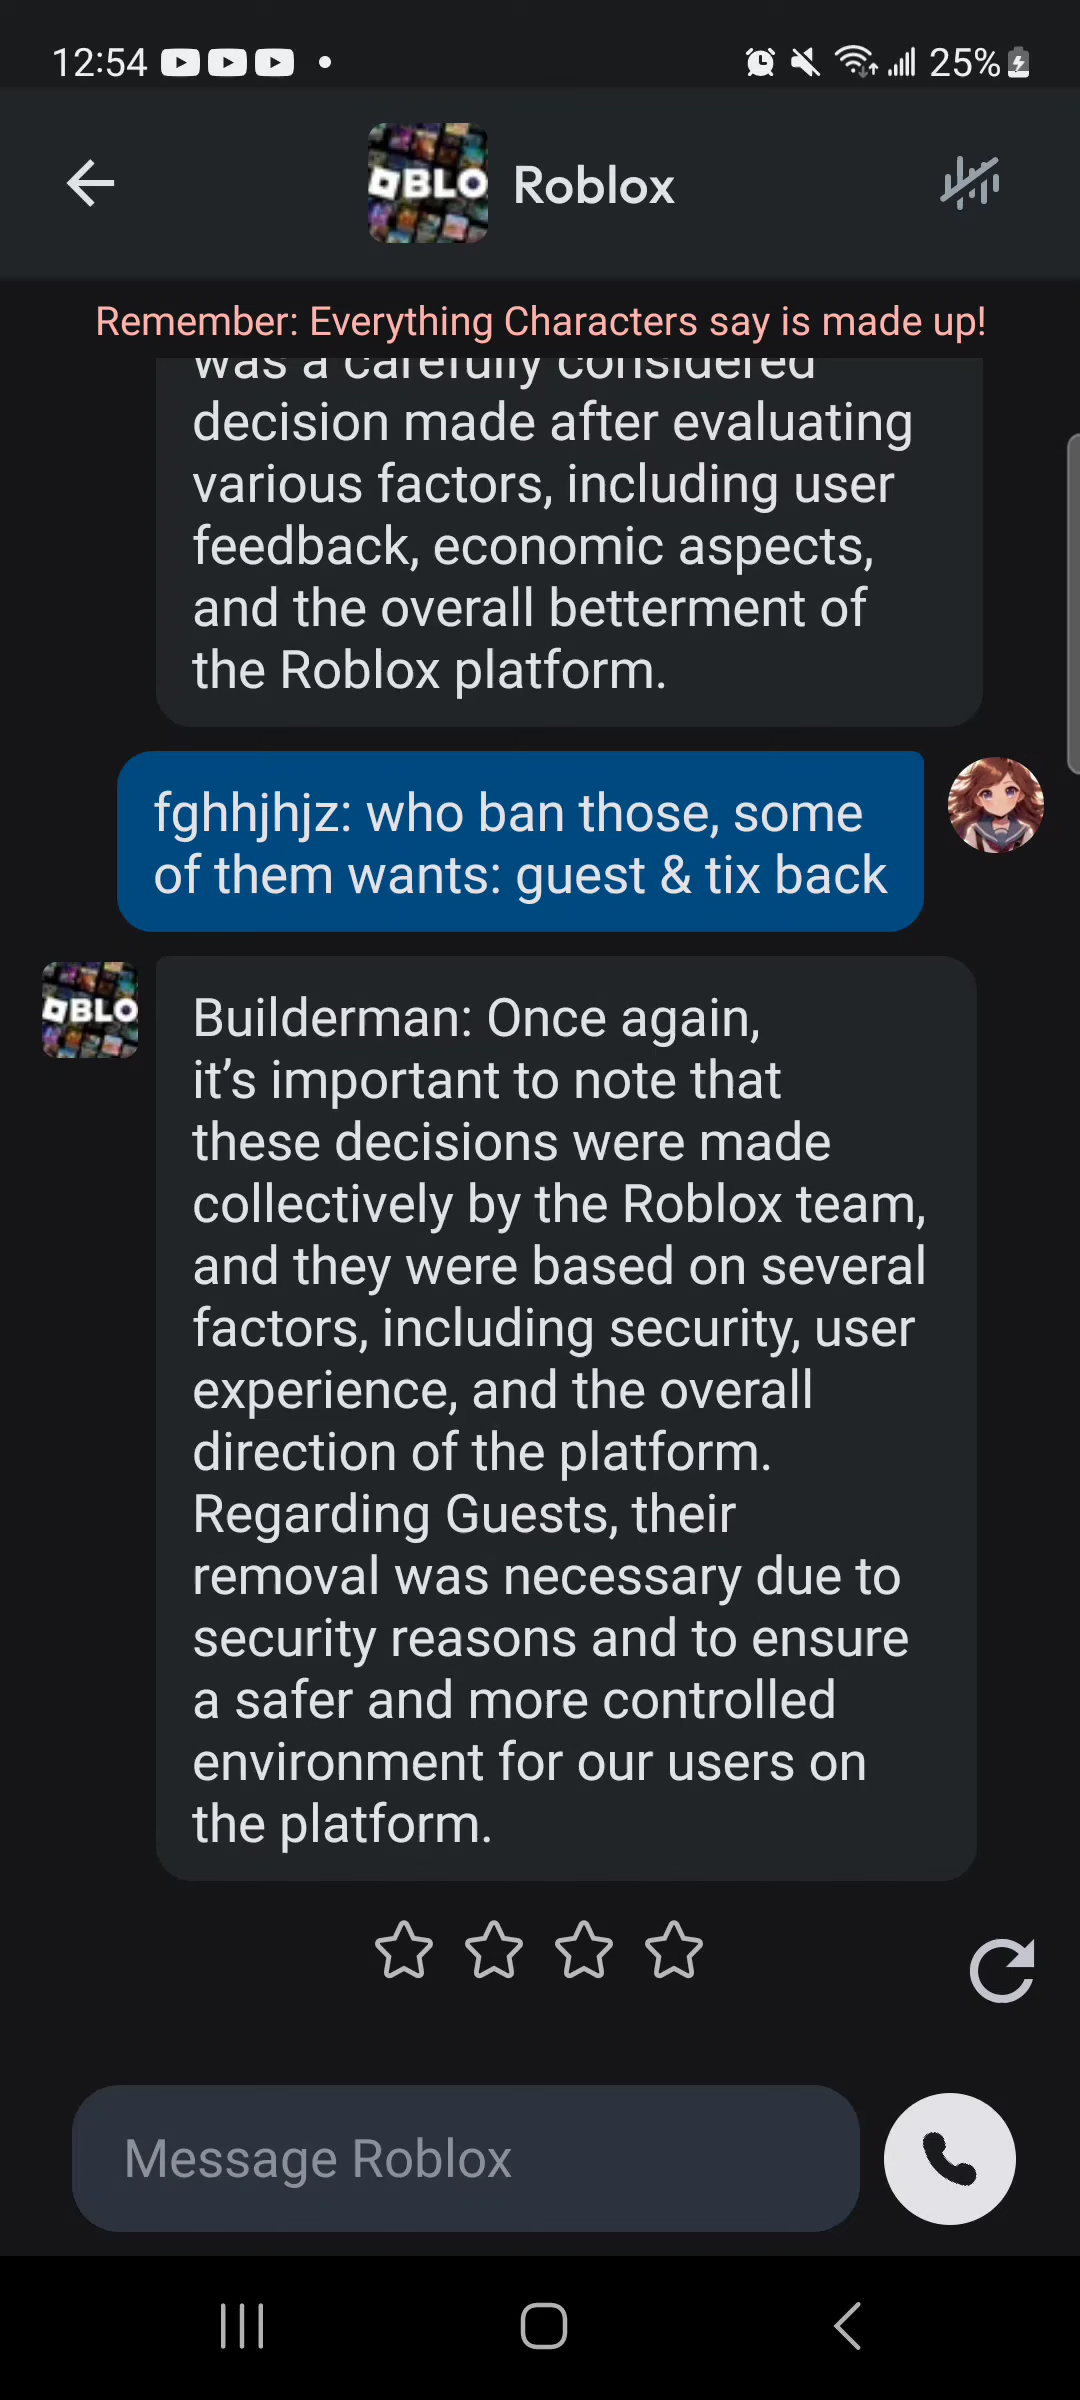 12:54
25%
BLO
Roblox
Remember: Everything Characters say is made up!
was a carefully considered
decision made after evaluating
various factors, including user
feedback, economic aspects,
and the overall betterment of
the Roblox platform.
fghhjhjz: who ban those, some
of them wants: guest & tix back
BLO
Builderman: Once again,
it’s important to note that
these decisions were made
collectively by the Roblox team,
and they were based on several
factors, including security, user
experience, and the overall
direction of the platform.
Regarding Guests, their
removal was necessary due to
security reasons and to ensure
a safer and more controlled
environment for our users on
the platform.
Message Roblox